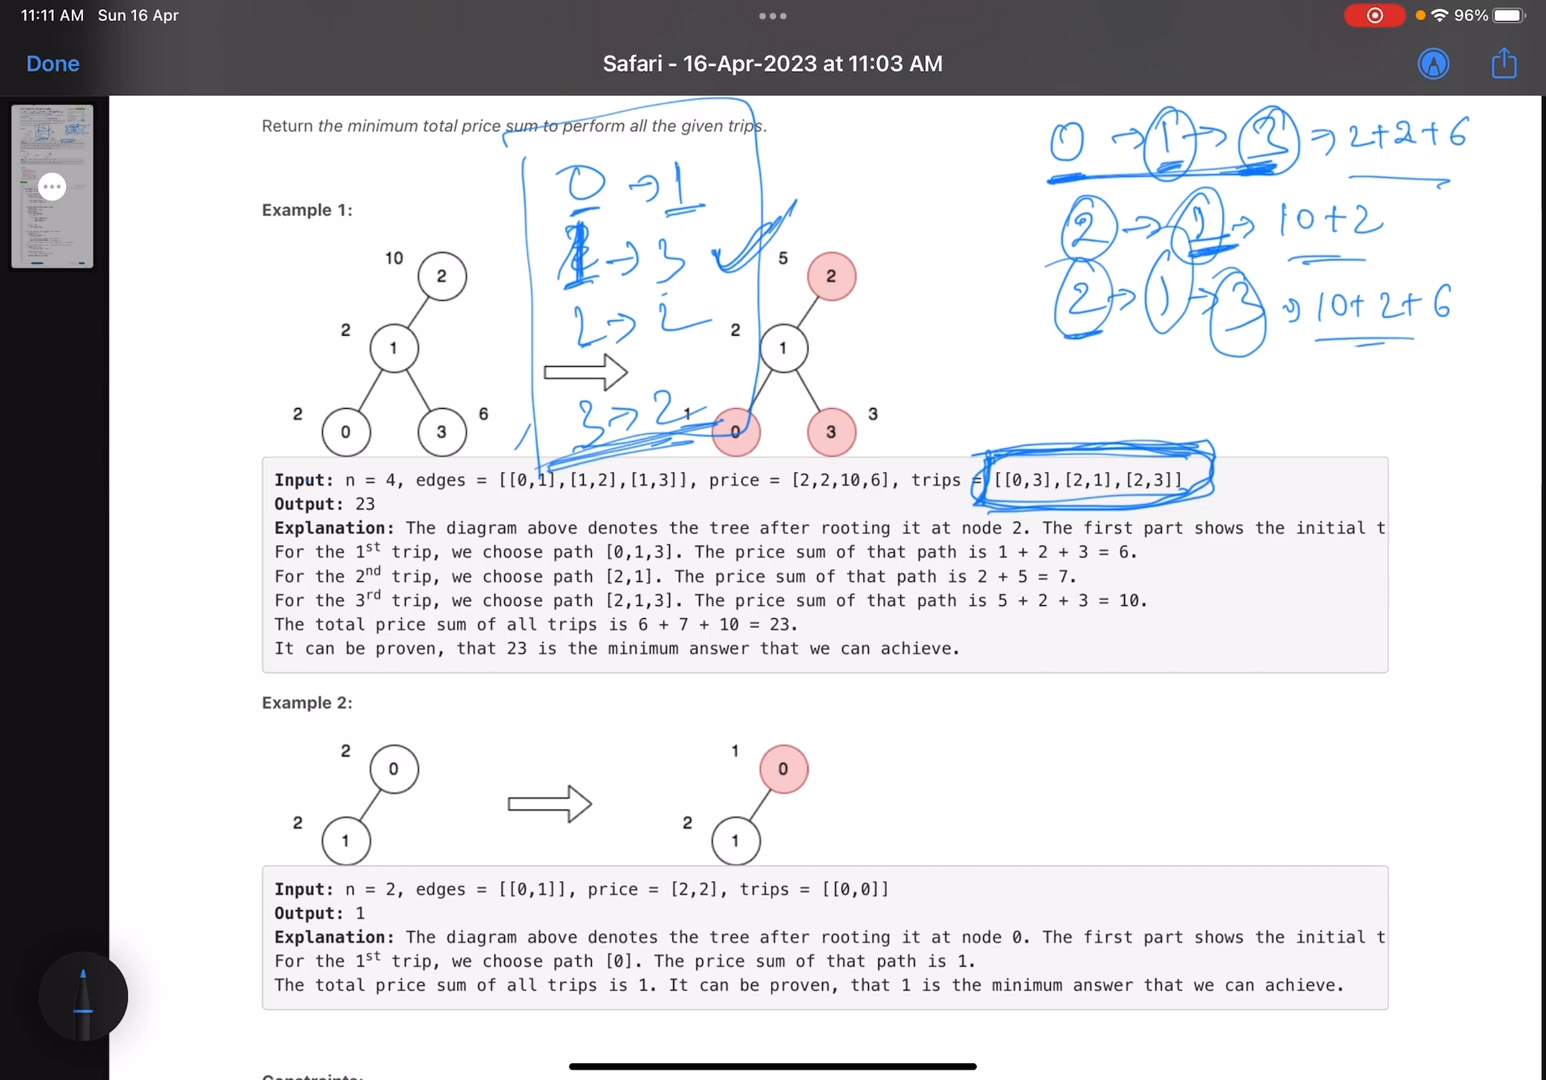 11:11 AM Sun 16 Apr
96%
Done
Safari - 16-Apr-2023 at 11:03 AM
Return the minimum total price sum to perform all the given trips.
0 → 1 → 3 ⇒ 2+2+6
2 → 1 ⇒ 10+2
2 → 1 → 3 ⇒ 10+2+6
0 → 1
1 → 3
2 → 2
3 → 2
Example 1:
10 2
2 1
2 0 3 6
5 2
2 1
1 0 3 3
Input: n = 4, edges = [[0,1],[1,2],[1,3]], price = [2,2,10,6], trips = [[0,3],[2,1],[2,3]]
Output: 23
Explanation: The diagram above denotes the tree after rooting it at node 2. The first part shows the initial t
For the 1st trip, we choose path [0,1,3]. The price sum of that path is 1 + 2 + 3 = 6.
For the 2nd trip, we choose path [2,1]. The price sum of that path is 2 + 5 = 7.
For the 3rd trip, we choose path [2,1,3]. The price sum of that path is 5 + 2 + 3 = 10.
The total price sum of all trips is 6 + 7 + 10 = 23.
It can be proven, that 23 is the minimum answer that we can achieve.
Example 2:
2 0
2 1
1 0
2 1
Input: n = 2, edges = [[0,1]], price = [2,2], trips = [[0,0]]
Output: 1
Explanation: The diagram above denotes the tree after rooting it at node 0. The first part shows the initial t
For the 1st trip, we choose path [0]. The price sum of that path is 1.
The total price sum of all trips is 1. It can be proven, that 1 is the minimum answer that we can achieve.
Constraints: